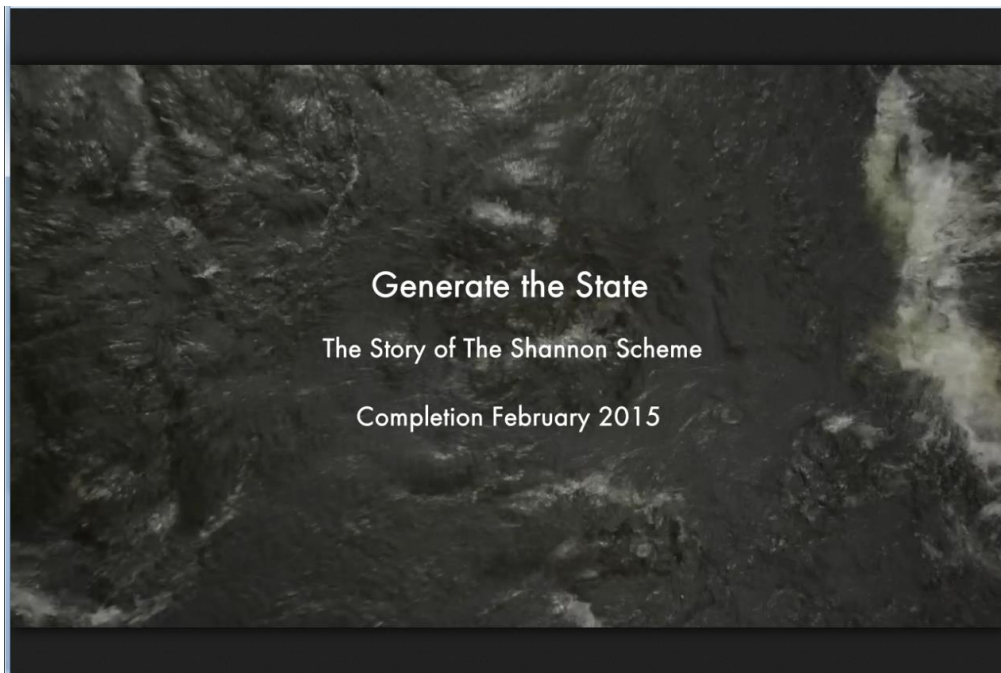 Generate the State
The Story of The Shannon Scheme
Completion February 2015